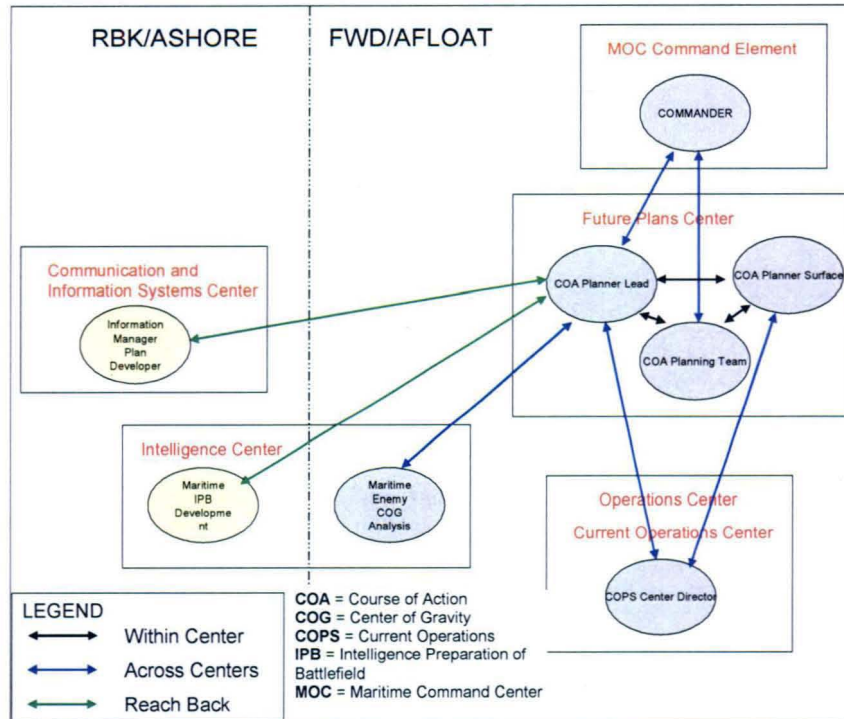 RBK/ASHORE
FWD/AFLOAT
MOC Command Element
COMMANDER
Future Plans Center
COA Planner Lead
COA Planner Surface
COA Planning Team
Communication and
Information Systems Center
Information
Manager
Plan
Developer
Intelligence Center
Maritime
IPB
Developme
nt
Maritime
Enemy
COG
Analysis
Operations Center
Current Operations Center
COPS Center Director
LEGEND
Within Center
Across Centers
Reach Back
COA = Course of Action
COG = Center of Gravity
COPS = Current Operations
IPB = Intelligence Preparation of
Battlefield
MOC = Maritime Command Center